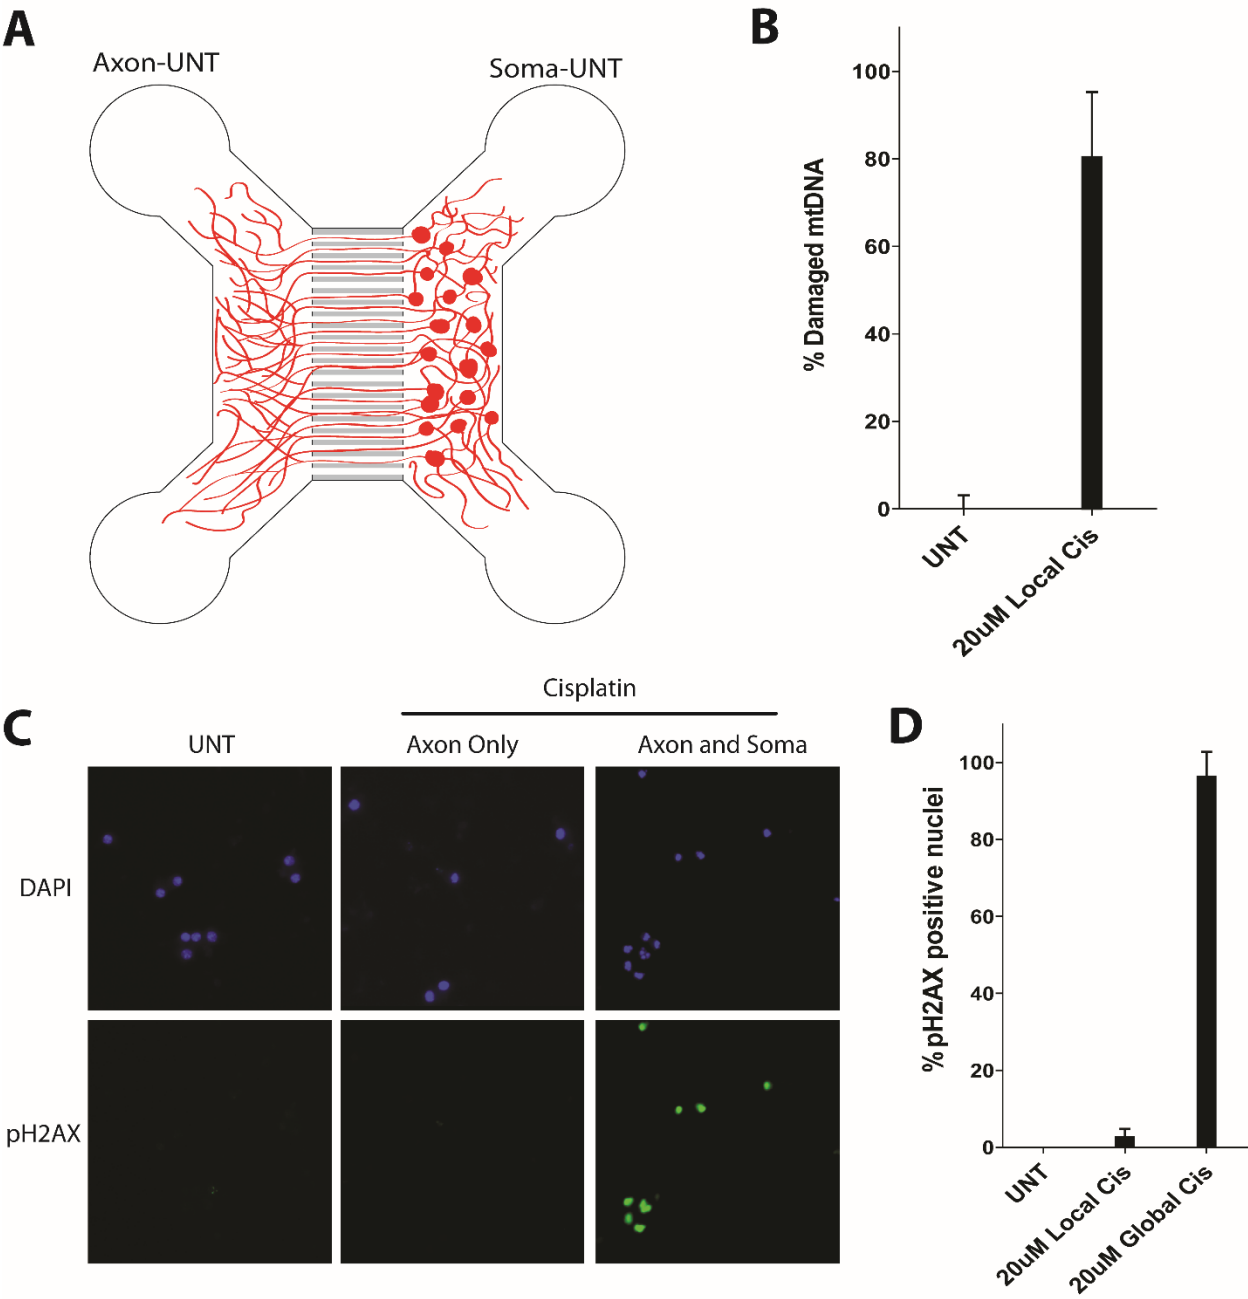 A
Axon-UNT
Soma-UNT
B
% Damaged mtDNA
100
80
60
40
20
0
UNT
20uM Local Cis
C
Cisplatin
UNT
Axon Only
Axon and Soma
DAPI
pH2AX
D
%pH2AX positive nuclei
100
80
60
40
20
0
UNT
20uM Local Cis
20uM Global Cis